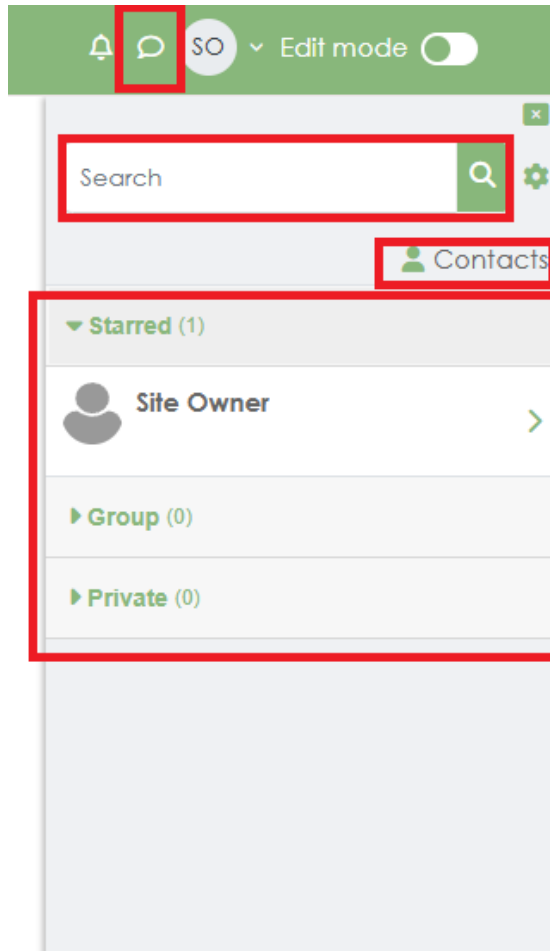 SO Edit mode
Search
Contacts
Starred (1)
Site Owner
Group (0)
Private (0)